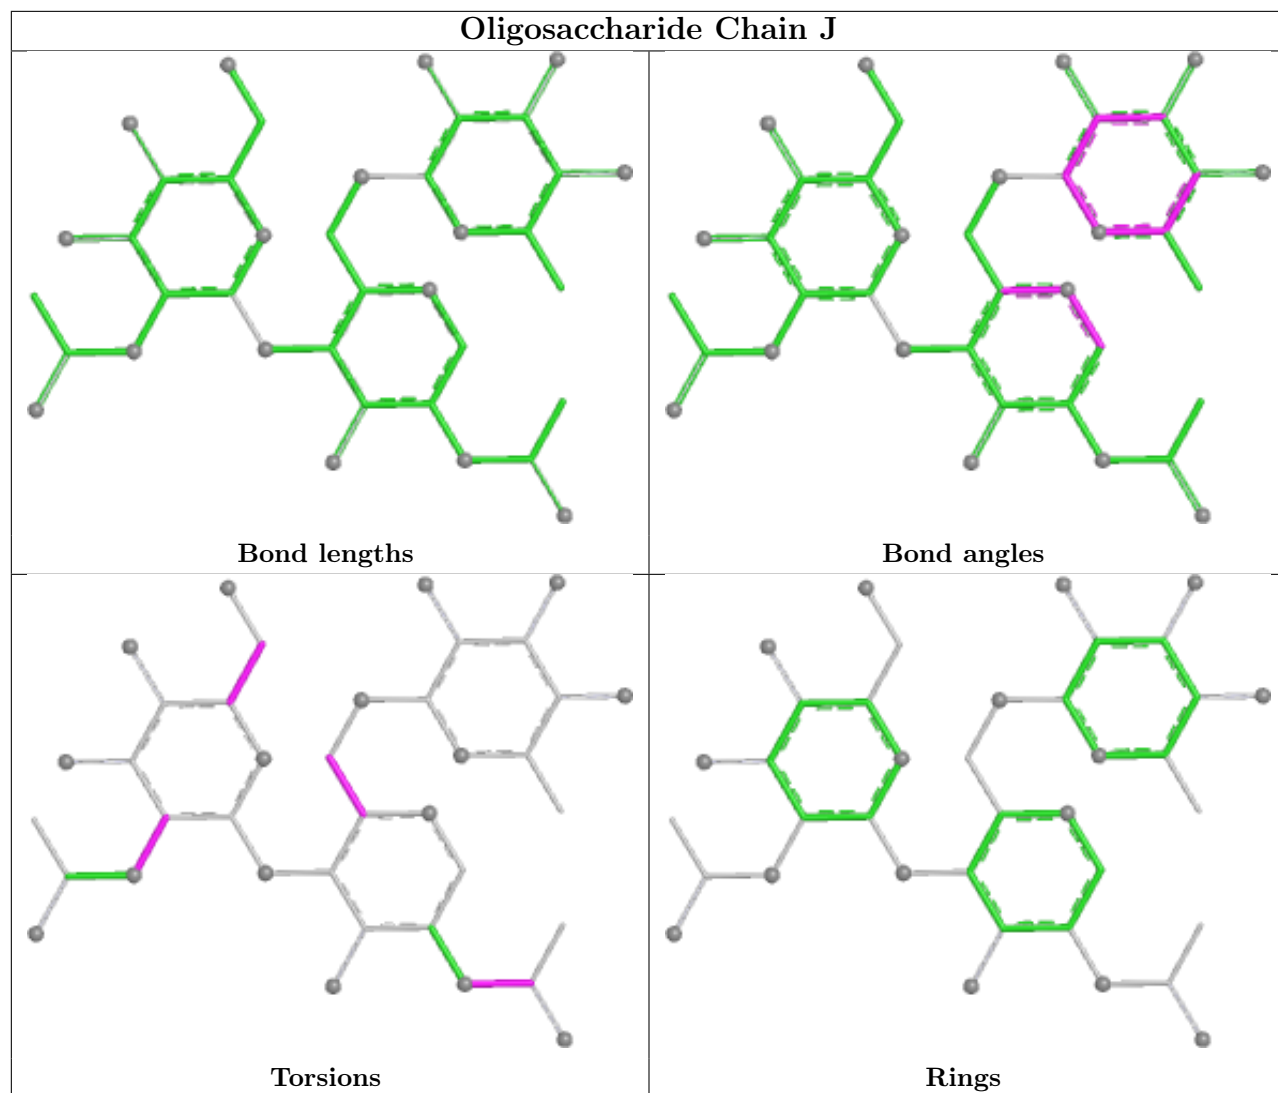 Oligosaccharide Chain J
Bond lengths
Bond angles
Torsions
Rings